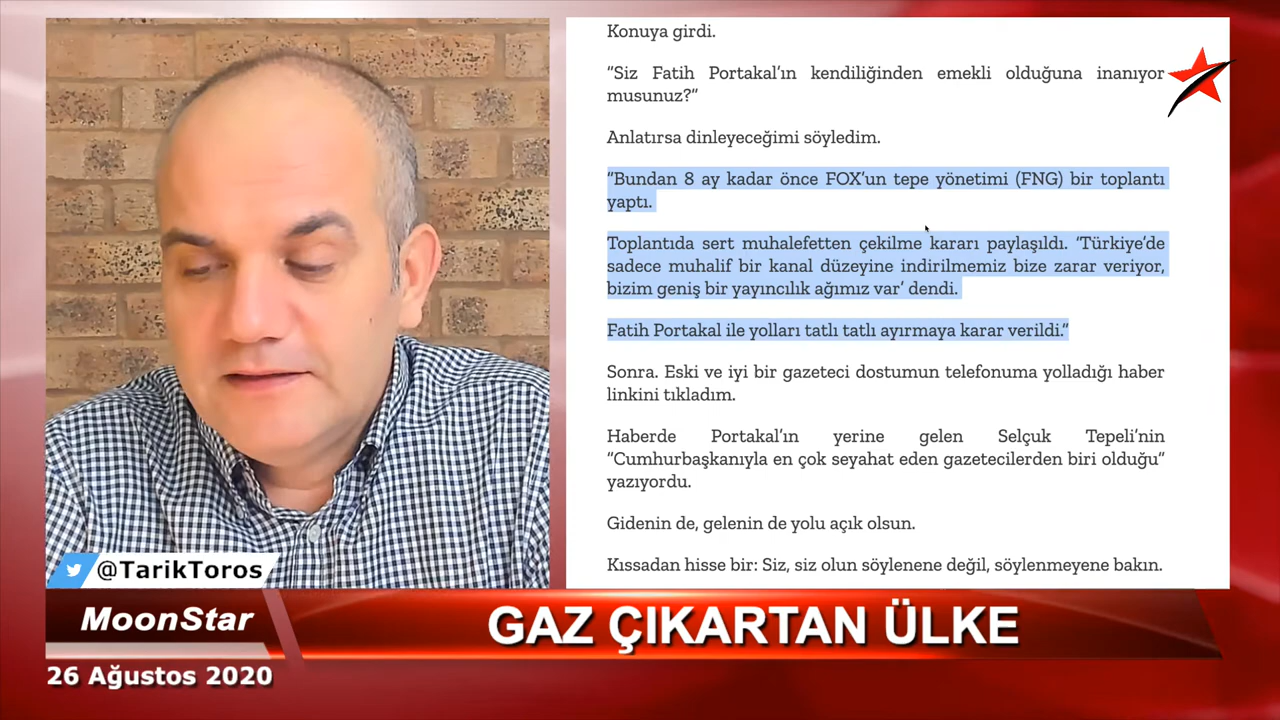 Konuya girdi.
“Siz Fatih Portakal’ın kendiliğinden emekli olduğuna inanıyor
musunuz?”
Anlatırsa dinleyeceğimi söyledim.
“Bundan 8 ay kadar önce FOX’un tepe yönetimi (FNG) bir toplantı
yaptı.
Toplantıda sert muhalefetten çekilme kararı paylaşıldı. ‘Türkiye’de
sadece muhalif bir kanal düzeyine indirilmemiz bize zarar veriyor,
bizim geniş bir yayıncılık ağımız var’ dendi.
Fatih Portakal ile yolları tatlı tatlı ayırmaya karar verildi.”
Sonra. Eski ve iyi bir gazeteci dostumun telefonuma yolladığı haber
linkini tıkladım.
Haberde Portakal’ın yerine gelen Selçuk Tepeli’nin
“Cumhurbaşkanıyla en çok seyahat eden gazetecilerden biri olduğu”
yazıyordu.
Gidenin de, gelenin de yolu açık olsun.
Kıssadan hisse bir: Siz, siz olun söylenene değil, söylenmeyene bakın.
@TarikToros
MoonStar
GAZ ÇIKARTAN ÜLKE
26 Ağustos 2020